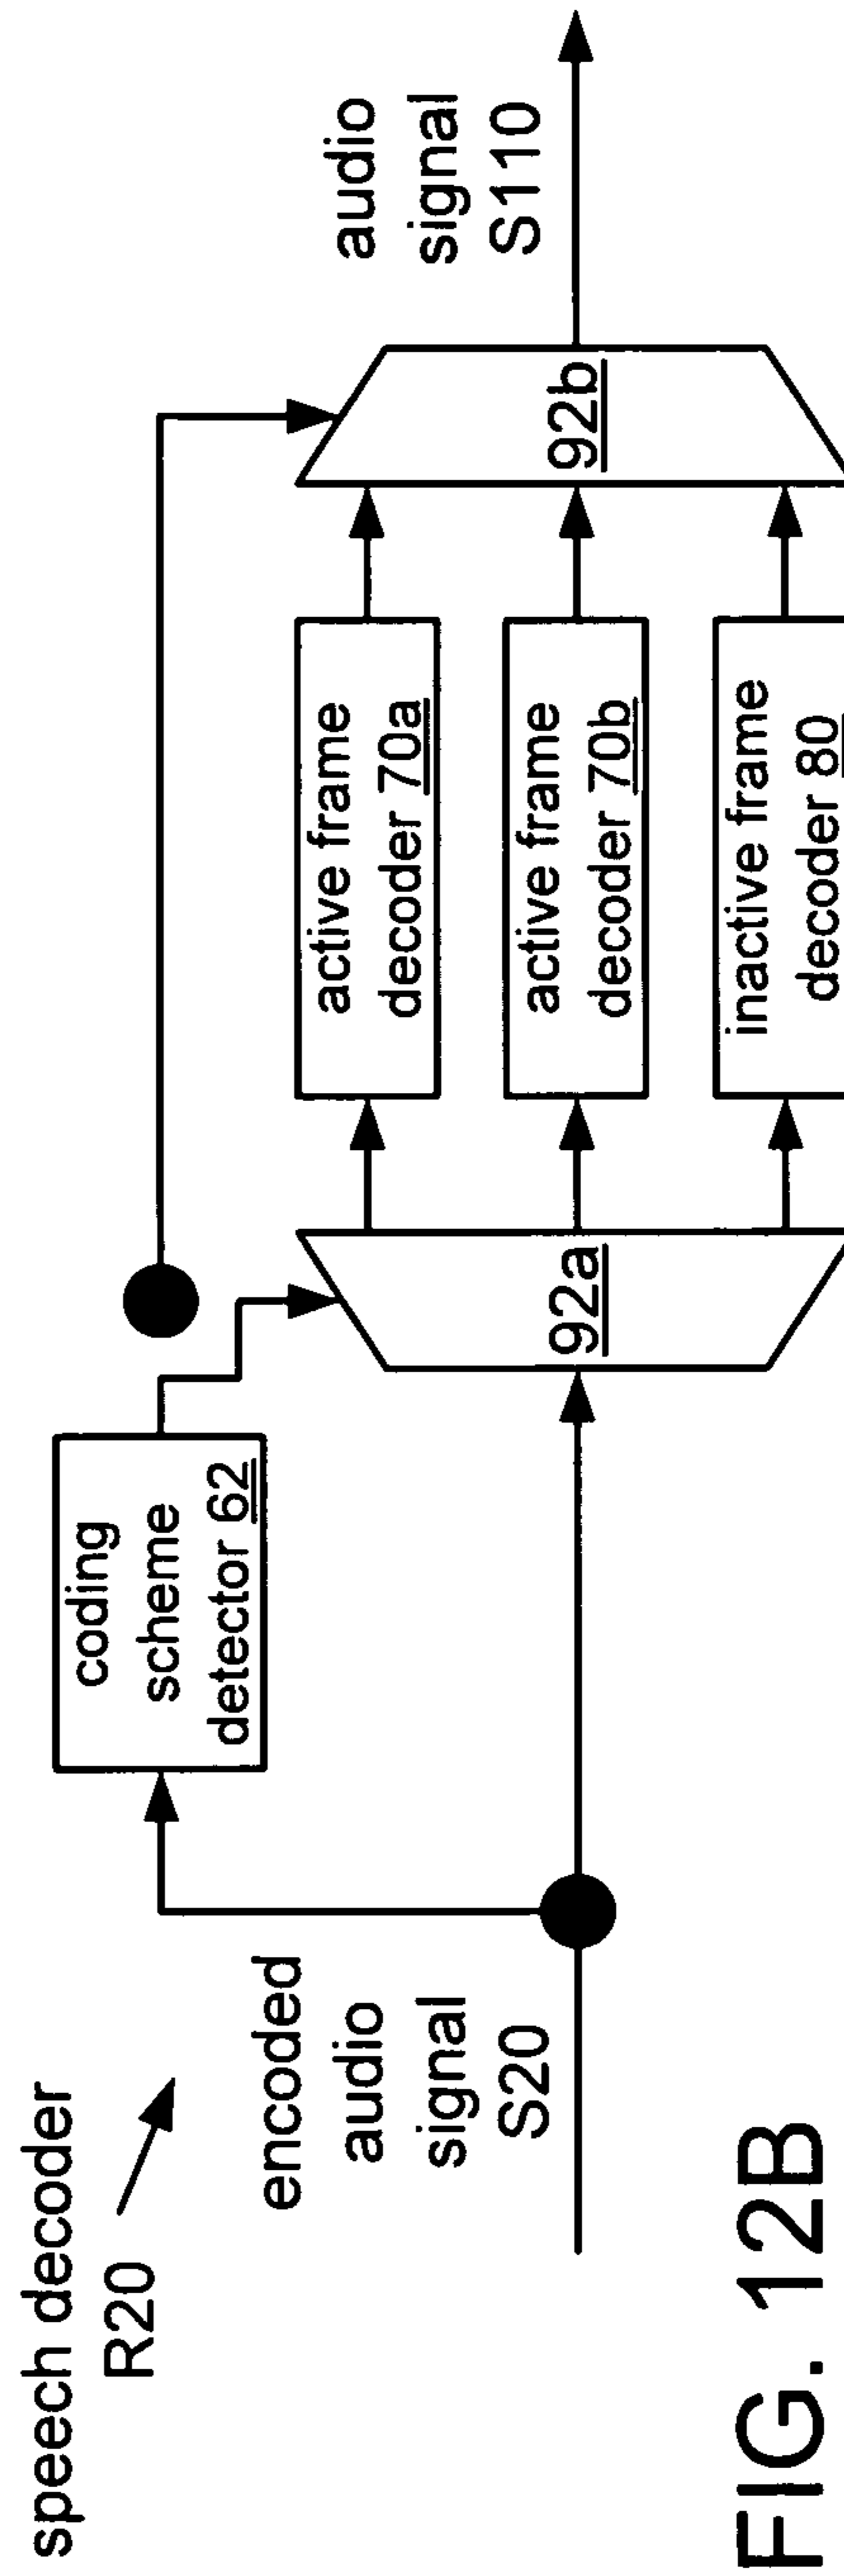 speech decoder
R20
encoded
audio
signal
S20
coding
scheme
detector 62
92a
active frame
decoder 70a
active frame
decoder 70b
inactive frame
decoder 80
92b
audio
signal
S110
FIG. 12B